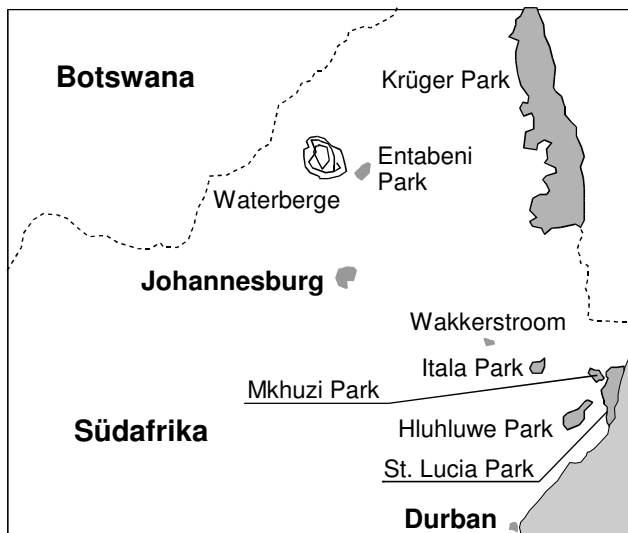 Botswana
Krüger Park
Entabeni
Park
Waterberge
Johannesburg
Wakkerstroom
Itala Park
Mkhuzi Park
Südafrika
Hluhluwe Park
St. Lucia Park
Durban